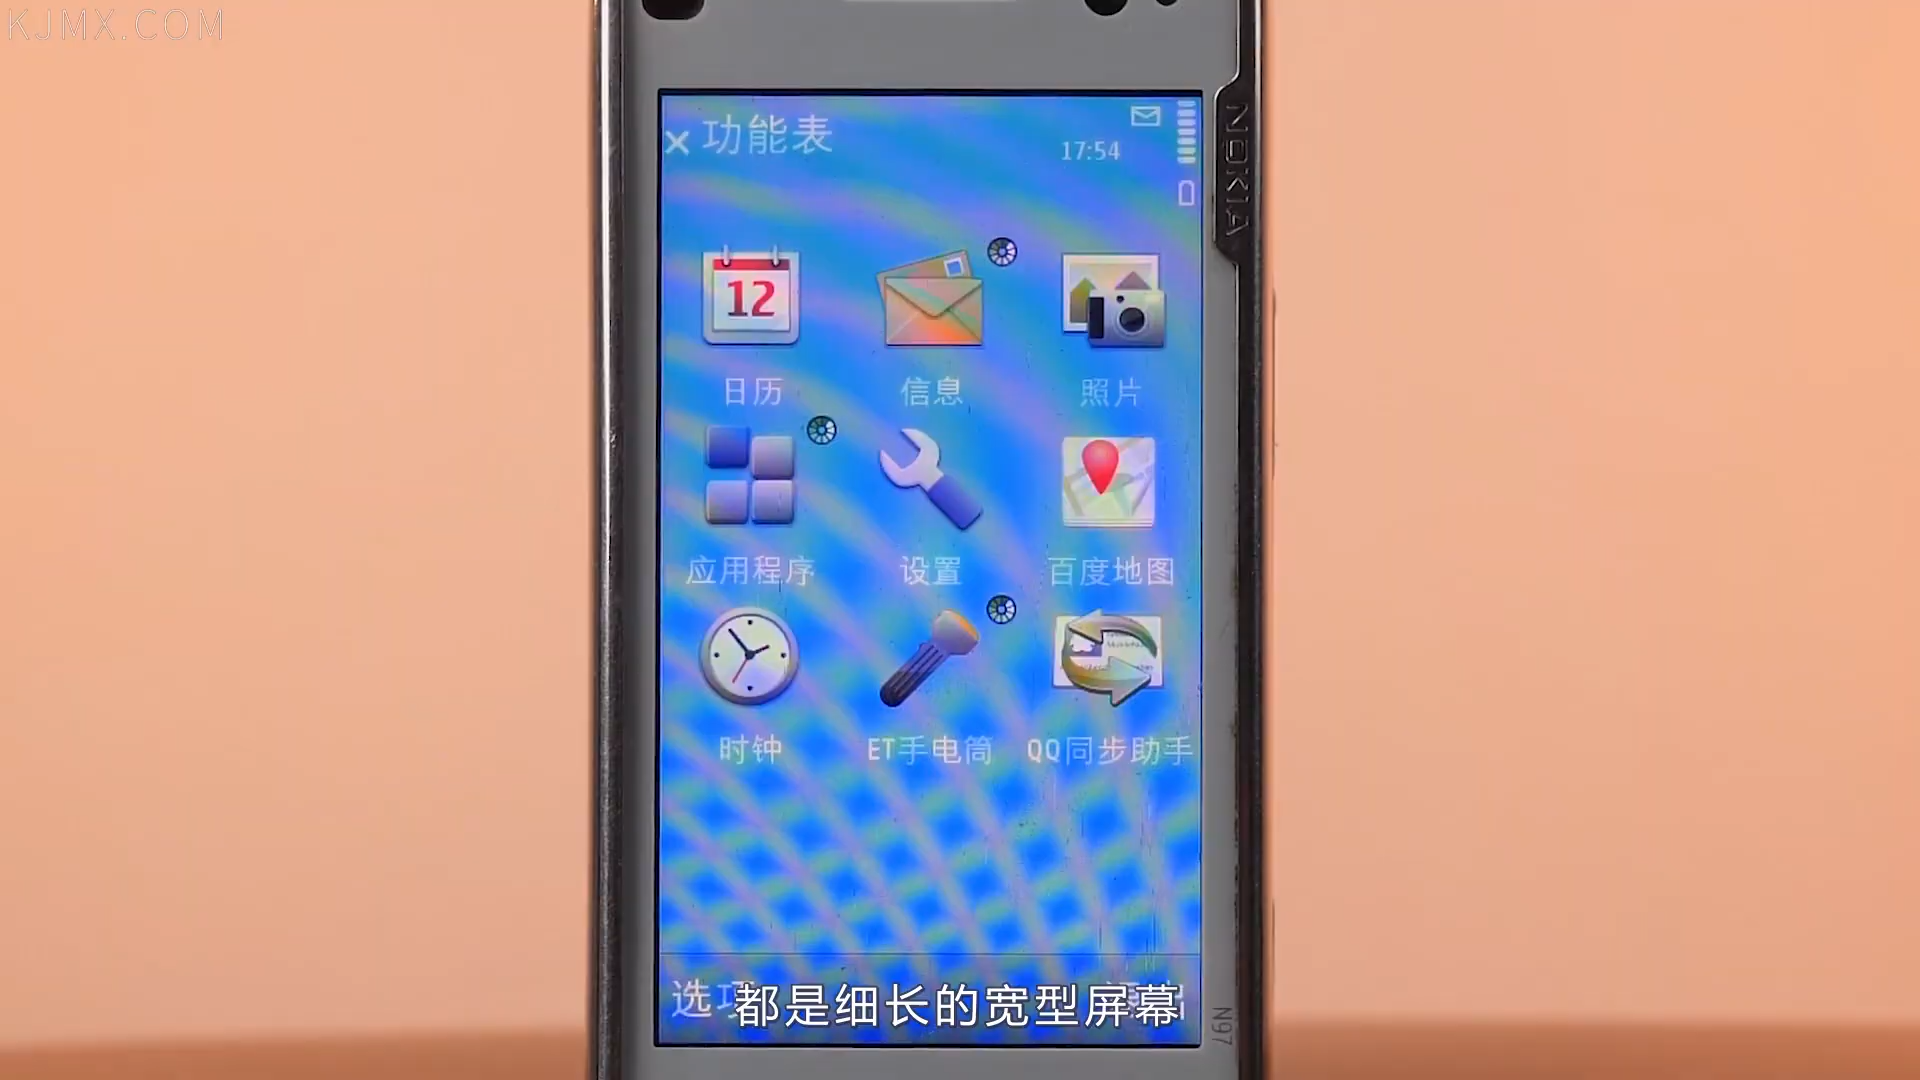 KJMX.COM
× 功能表
17:54
NOKIA
12
日历
信息
照片
应用程序
设置
百度地图
时钟
ET手电筒
QQ同步助手
选项
都是细长的宽型屏幕
N97